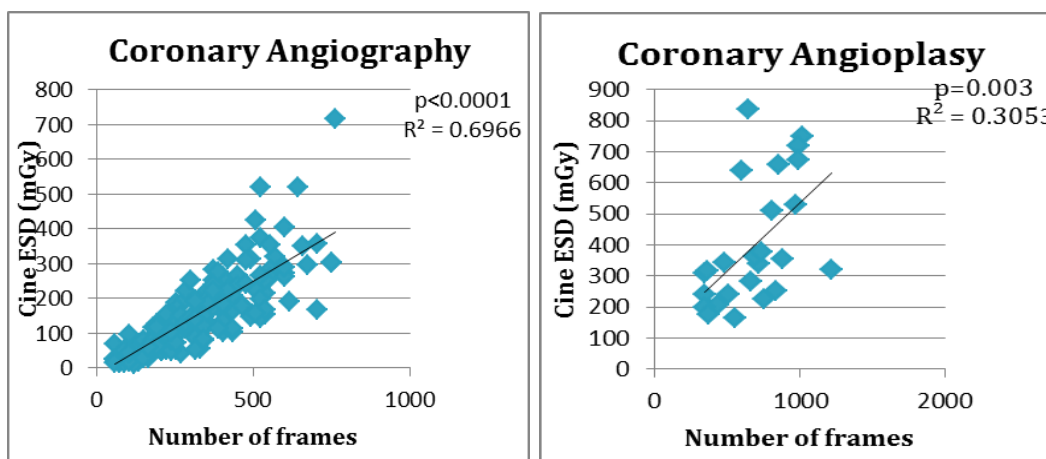 Coronary Angiography
p<0.0001
R² = 0.6966
800
700
600
500
400
300
200
100
0
Cine ESD (mGy)
0 500 1000
Number of frames
Coronary Angioplasy
p=0.003
R² = 0.3053
900
800
700
600
500
400
300
200
100
0
Cine ESD (mGy)
0 1000 2000
Number of frames